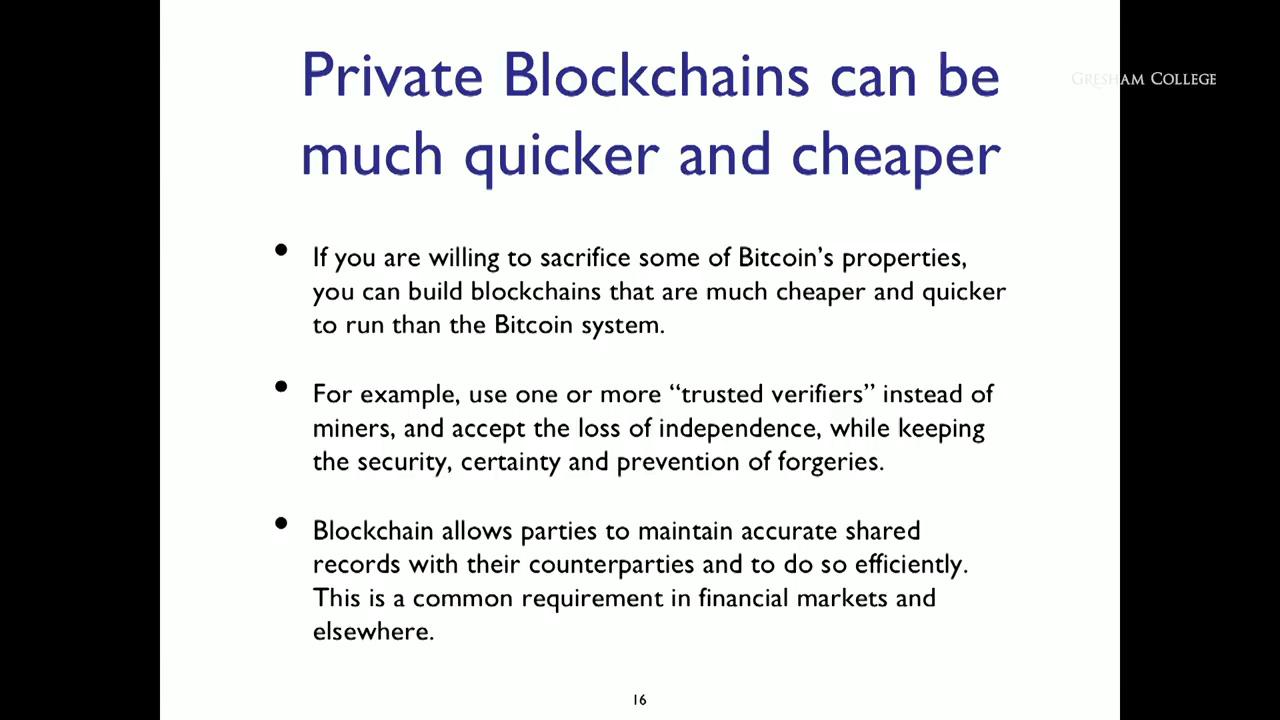 Private Blockchains can be
much quicker and cheaper
GRESHAM COLLEGE
• If you are willing to sacrifice some of Bitcoin’s properties,
you can build blockchains that are much cheaper and quicker
to run than the Bitcoin system.
• For example, use one or more “trusted verifiers” instead of
miners, and accept the loss of independence, while keeping
the security, certainty and prevention of forgeries.
• Blockchain allows parties to maintain accurate shared
records with their counterparties and to do so efficiently.
This is a common requirement in financial markets and
elsewhere.
16